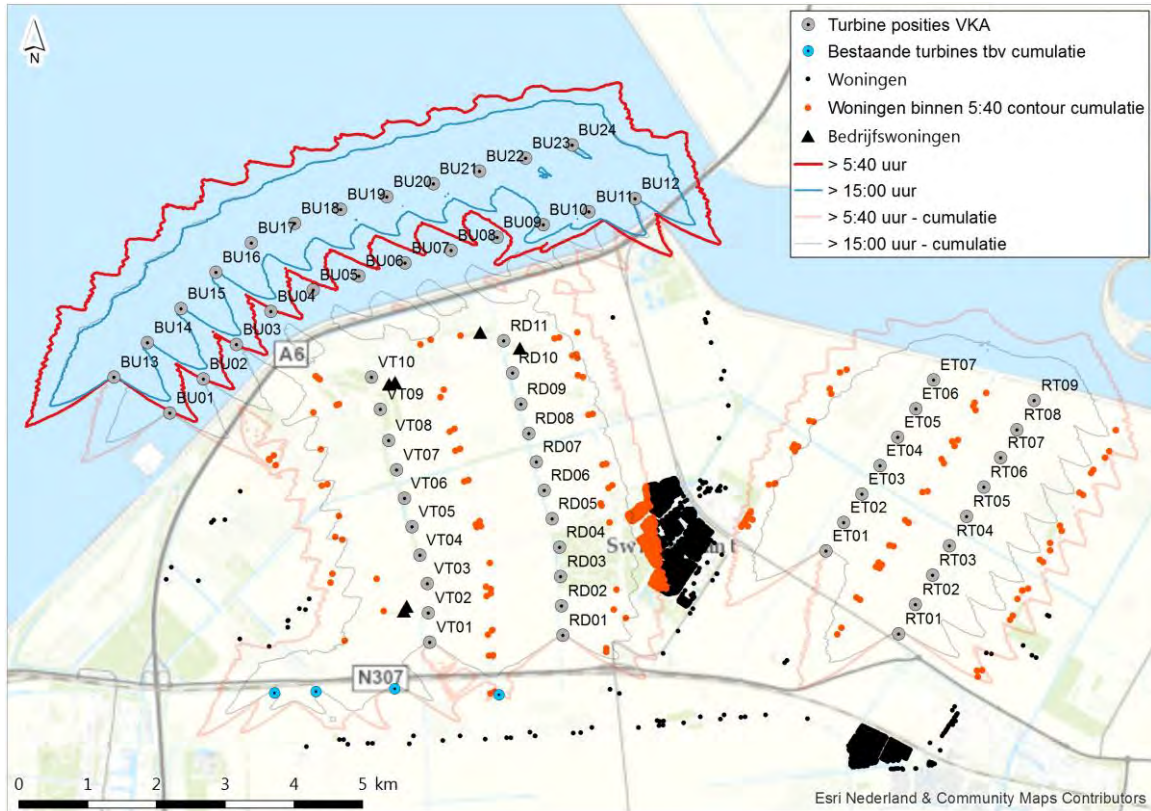 N
Turbine posities VKA
Bestaande turbines tbv cumulatie
Woningen
Woningen binnen 5:40 contour cumulatie
Bedrijfswoningen
> 5:40 uur
> 15:00 uur
> 5:40 uur - cumulatie
> 15:00 uur - cumulatie
BU24
BU23
BU22
BU21
BU20
BU19
BU18
BU17
BU16
BU15
BU14
BU13
BU12
BU11
BU10
BU09
BU08
BU07
BU06
BU05
BU04
BU03
BU02
BU01
A6
VT10
VT09
VT08
VT07
VT06
VT05
VT04
VT03
VT02
VT01
RD11
RD10
RD09
RD08
RD07
RD06
RD05
RD04
RD03
RD02
RD01
ET07
ET06
ET05
ET04
ET03
ET02
ET01
RT09
RT08
RT07
RT06
RT05
RT04
RT03
RT02
RT01
N307
0 1 2 3 4 5 km
Esri Nederland & Community Maps Contributors